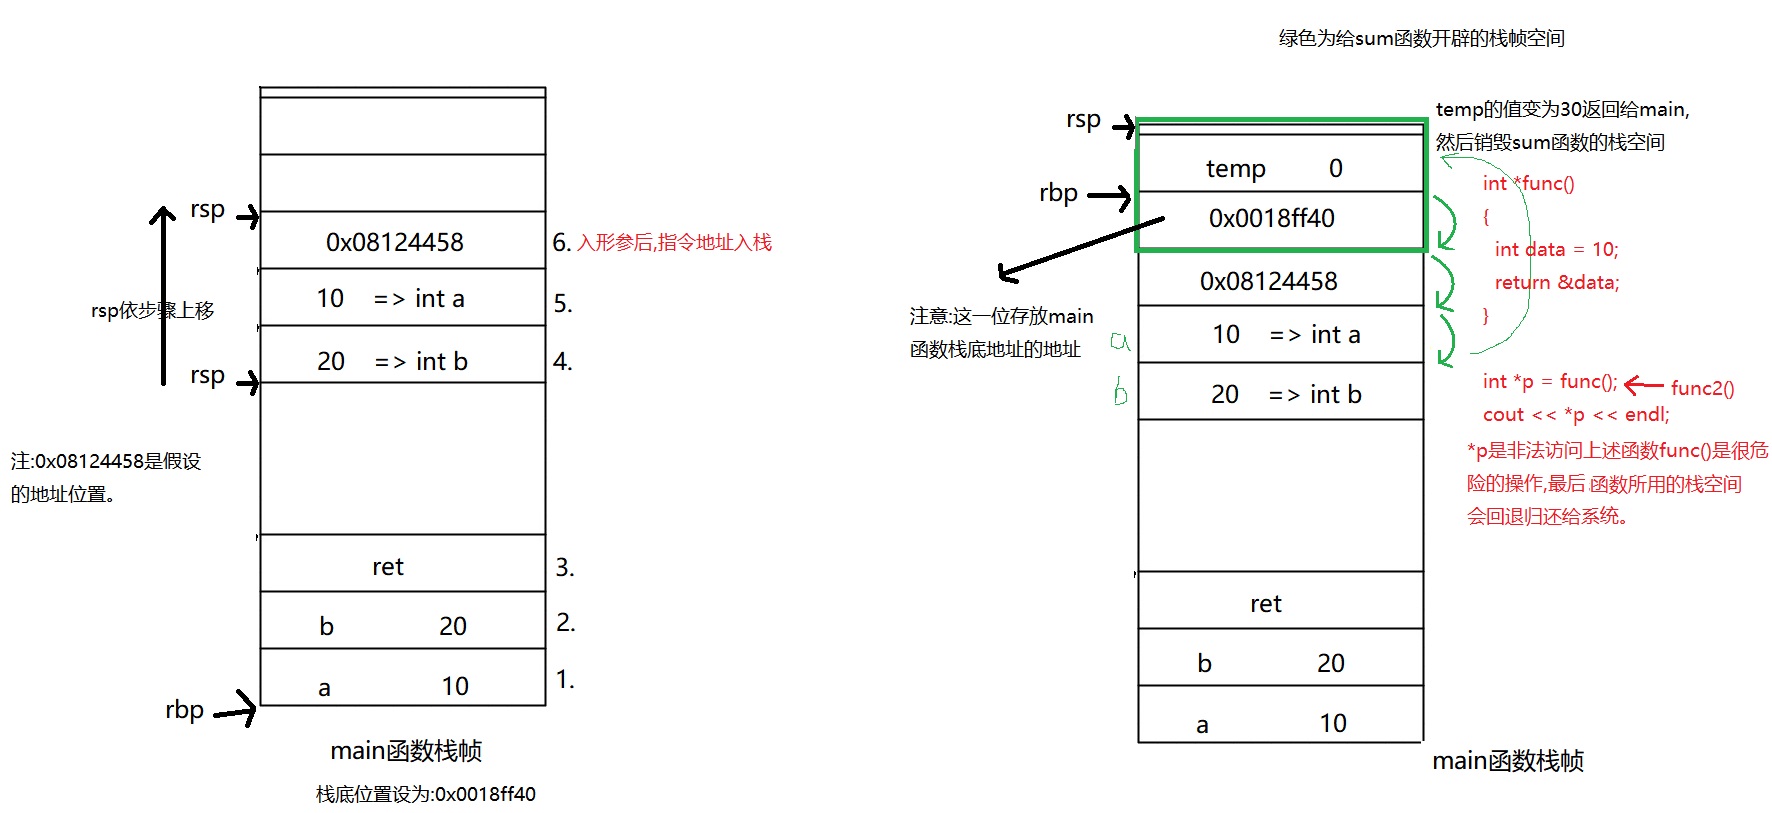 绿色为给sum函数开辟的栈帧空间
rsp
0x08124458
6. 入形参后,指令地址入栈
10 => int a
5.
rsp依步骤上移
20 => int b
4.
rsp
注:0x08124458是假设
的地址位置。
ret
3.
b 20
2.
a 10
1.
rbp
main函数栈帧
栈底位置设为:0x0018ff40
rsp
temp 0
rbp
0x0018ff40
0x08124458
注意:这一位存放main
函数栈底地址的地址
a
10 => int a
b
20 => int b
ret
b 20
a 10
main函数栈帧
temp的值变为30返回给main,
然后销毁sum函数的栈空间
int *func()
{
int data = 10;
return &data;
}
int *p = func();
func2()
cout << *p << endl;
*p是非法访问上述函数func()是很危
险的操作,最后.函数所用的栈空间
会回退归还给系统。